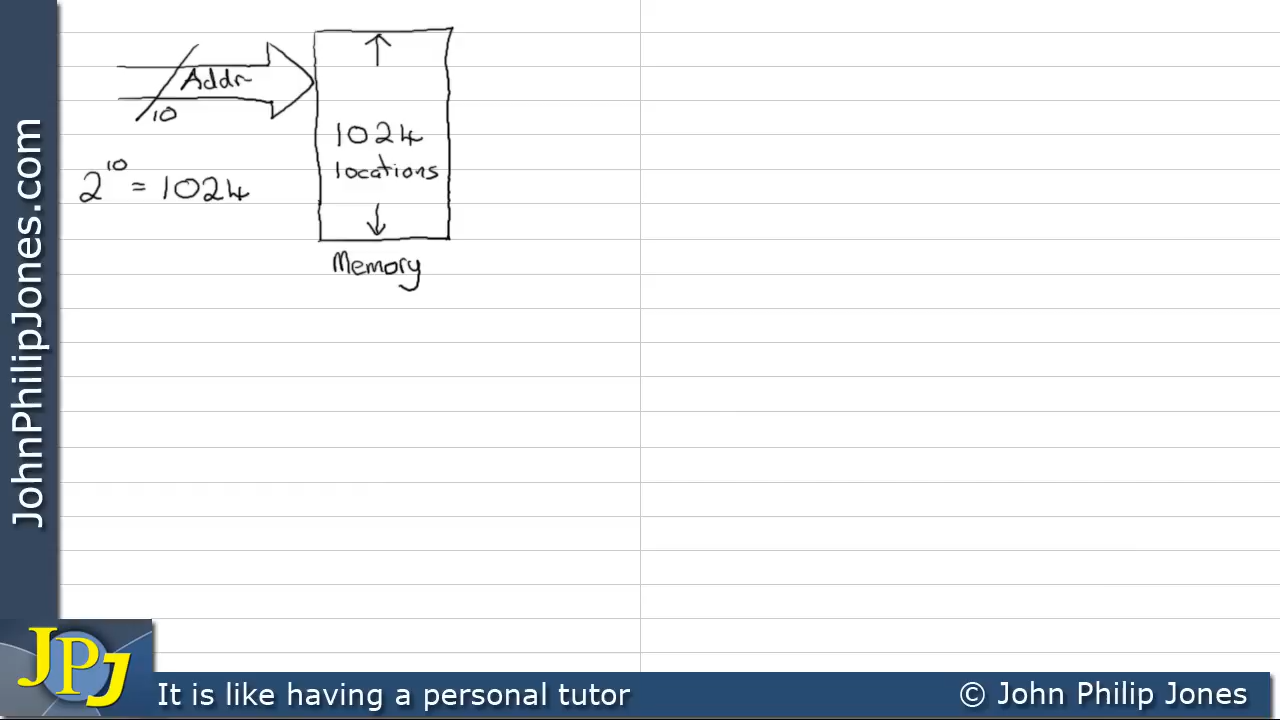 Addr
10
2^10 = 1024
1024
locations
Memory
JohnPhilipJones.com
JPJ
It is like having a personal tutor
© John Philip Jones